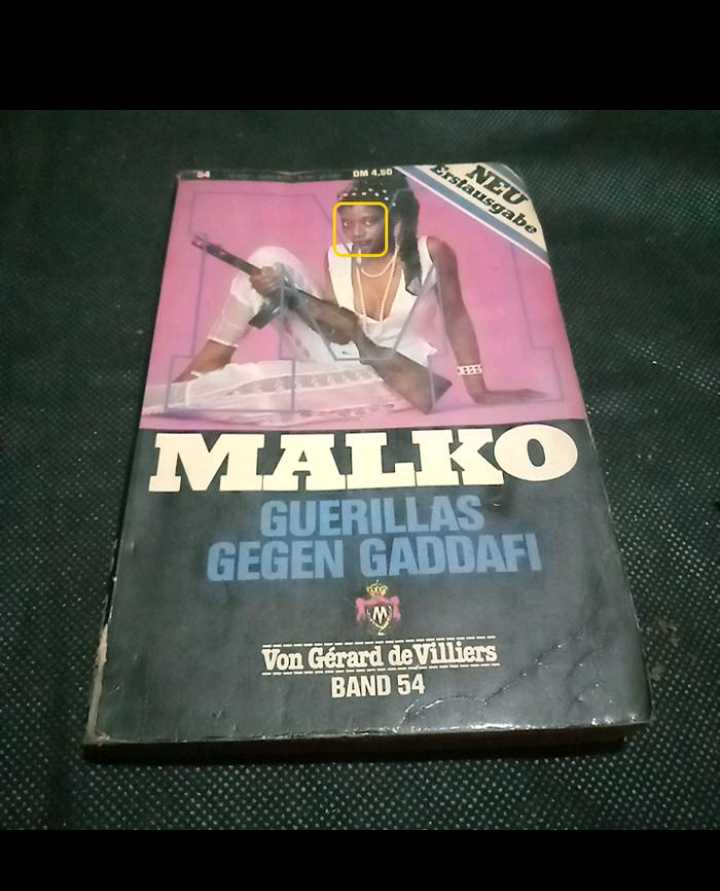 54
DM 4,80
NEU
Erstausgabe
MALKO
GUERILLAS
GEGEN GADDAFI
M
Von Gérard de Villiers
BAND 54